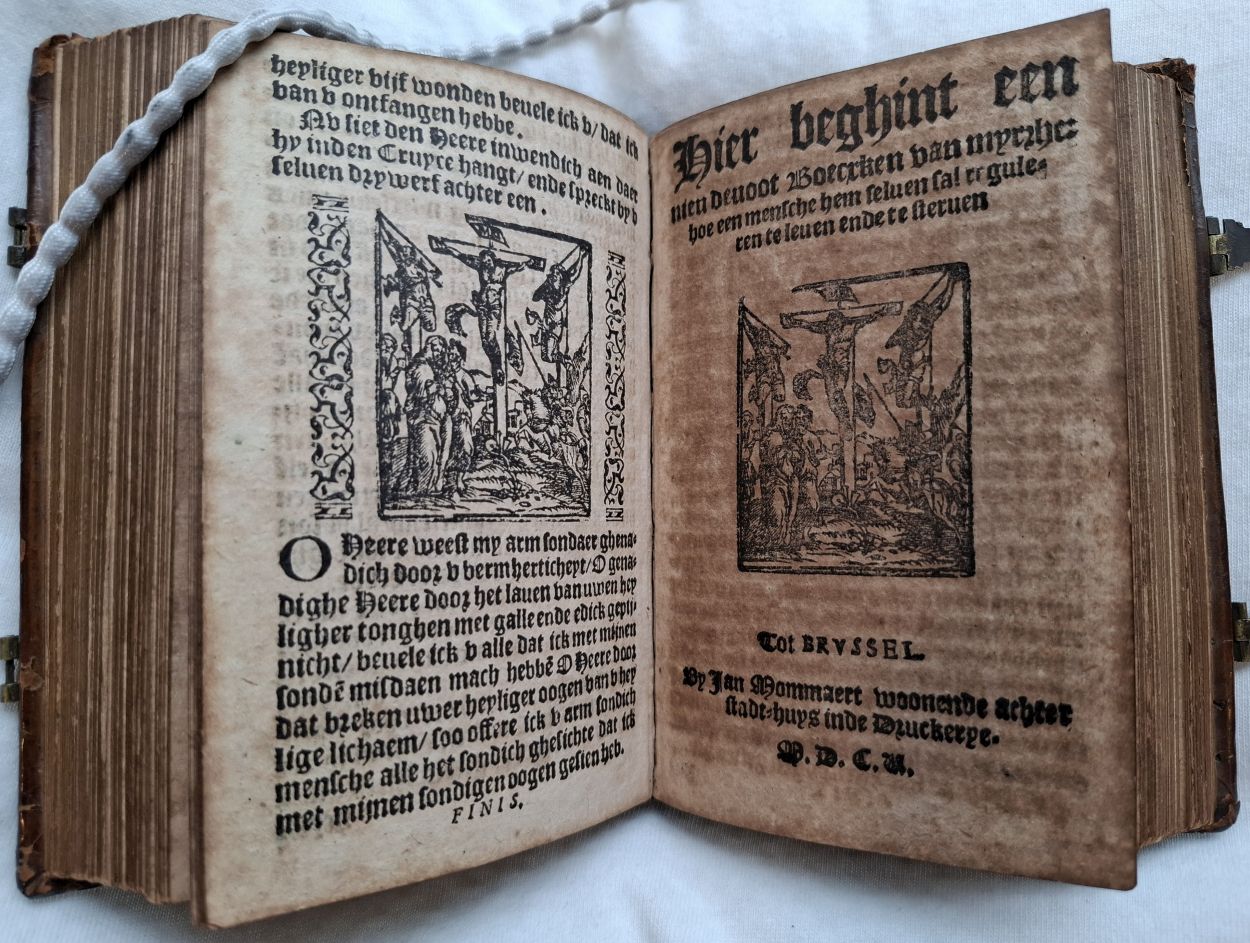 heyliger vijf wonden beuele ick v/ dat ick
van v ontfangen hebbe.
Nv siet den Heere inwendich aen daer
hy inden Cruyce hangt/ ende spreckt by v
seluen drywerf achter een.
O Heere weest my arm sondaer ghena-
dich door v bermherticheyt/ O gena-
dighe Heere door het lauen van uwen hey
ligher tonghen met galle ende edick gepij-
nicht/ beuele ick v alle dat ick met mijnen
sondē misdaen mach hebbē O Heere door
dat breken uwer heyliger oogen van v hey
lige lichaem/ soo offere ick v arm sondich
mensche alle het sondich ghesichte dat ick
met mijnen sondigen oogen gesien heb.
FINIS.
Hier beghint een
nien deuoot Boecxken van myrrhe-
hoe een mensche hem seluen sal regule-
ren te leuen ende te steruen
Tot BRVSSEL.
By Jan Mommaert woonende achter
stadt-huys inde Druckerye.
M. D. C. V.